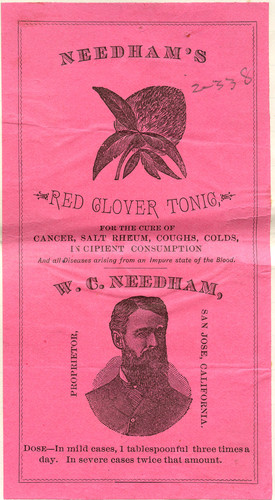 NEEDHAM'S
2-338
RED CLOVER TONIC,
FOR THE CURE OF
CANCER, SALT RHEUM, COUGHS, COLDS,
INCIPIENT CONSUMPTION
And all Diseases arising from an Impure state of the Blood.
W. C. NEEDHAM,
PROPRIETOR,
SAN JOSE, CALIFORNIA.
DOSE—In mild cases, 1 tablespoonful three times a
day. In severe cases twice that amount.